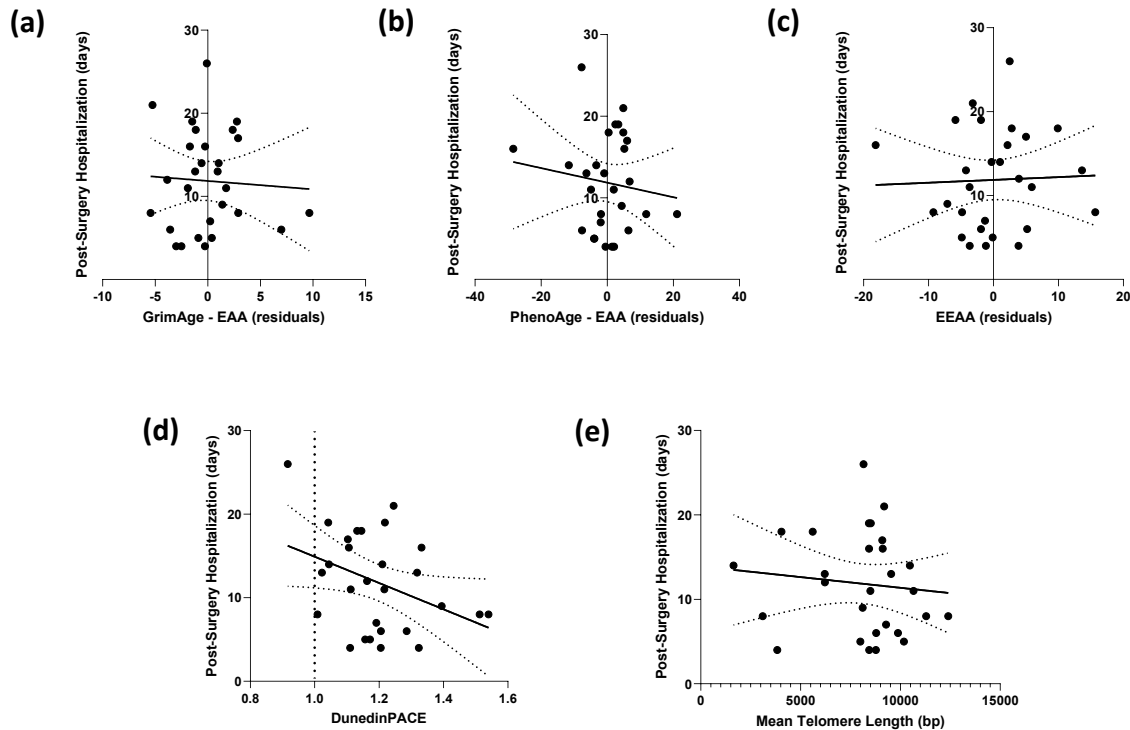 (a)
Post-Surgery Hospitalization (days)
30
20
10
-10
-5
0
5
10
15
GrimAge - EAA (residuals)
(b)
Post-Surgery Hospitalization (days)
30
20
10
-40
-20
0
20
40
PhenoAge - EAA (residuals)
(c)
Post-Surgery Hospitalization (days)
30
20
10
-20
-10
0
10
20
EEAA (residuals)
(d)
Post-Surgery Hospitalization (days)
30
20
10
0
0.8
1.0
1.2
1.4
1.6
DunedinPACE
(e)
Post-Surgery Hospitalization (days)
30
20
10
0
0
5000
10000
15000
Mean Telomere Length (bp)